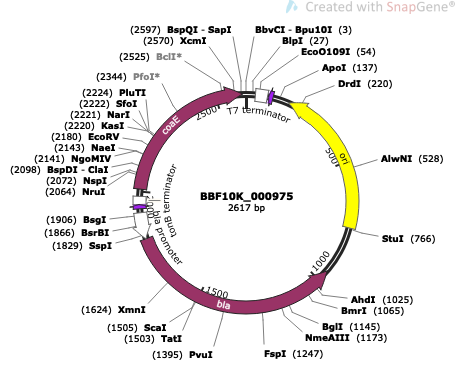 Created with SnapGene®
(2597) BspQI - SapI
(2570) XcmI
(2525) BclI*
(2344) PfoI*
(2224) PluTI
(2222) SfoI
(2221) NarI
(2220) KasI
(2180) EcoRV
(2143) NaeI
(2141) NgoMIV
(2098) BspDI - ClaI
(2072) NspI
(2064) NruI
(1906) BsgI
(1866) BsrBI
(1829) SspI
(1624) XmnI
(1505) ScaI
(1503) TatI
(1395) PvuI
BbvCI - Bpu10I (3)
BlpI (27)
EcoO109I (54)
ApoI (137)
DrdI (220)
AlwNI (528)
StuI (766)
AhdI (1025)
BmrI (1065)
BglI (1145)
NmeAIII (1173)
FspI (1247)
T7 terminator
coaE
2500
ori
500
1000
1500
2000
bla
bla promoter
tonB terminator
BBF10K_000975
2617 bp